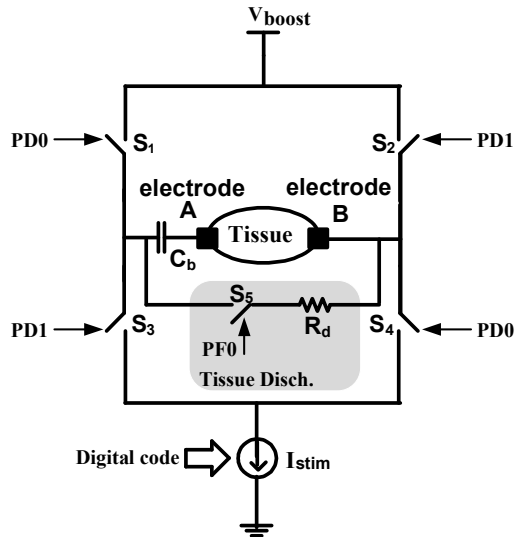 Vboost
PD0
S1
S2
PD1
electrode
A
electrode
B
Tissue
Cb
PD1
S3
S5
Rd
S4
PD0
PF0
Tissue Disch.
Digital code
Istim